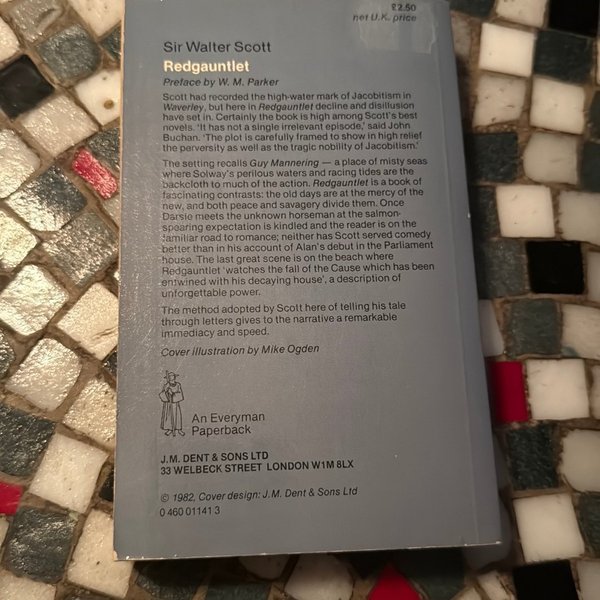 £2.50
net U.K. price
Sir Walter Scott
Redgauntlet
Preface by W. M. Parker
Scott had recorded the high-water mark of Jacobitism in
Waverley, but here in Redgauntlet decline and disillusion
have set in. Certainly the book is high among Scott's best
novels. 'It has not a single irrelevant episode,' said John
Buchan. 'The plot is carefully framed to show in high relief
the perversity as well as the tragic nobility of Jacobitism.'
The setting recalls Guy Mannering — a place of misty seas
where Solway's perilous waters and racing tides are the
backcloth to much of the action. Redgauntlet is a book of
fascinating contrasts: the old days are at the mercy of the
new, and both peace and savagery divide them. Once
Darsie meets the unknown horseman at the salmon-
spearing expectation is kindled and the reader is on the
familiar road to romance; neither has Scott served comedy
better than in his account of Alan's debut in the Parliament
house. The last great scene is on the beach where
Redgauntlet 'watches the fall of the Cause which has been
entwined with his decaying house', a description of
unforgettable power.
The method adopted by Scott here of telling his tale
through letters gives to the narrative a remarkable
immediacy and speed.
Cover illustration by Mike Ogden
An Everyman
Paperback
J.M. DENT & SONS LTD
33 WELBECK STREET LONDON W1M 8LX
© 1982, Cover design: J.M. Dent & Sons Ltd
0 460 01141 3